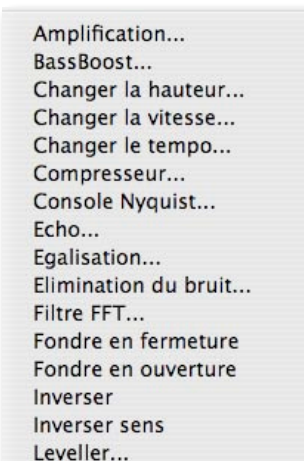 Amplification...
BassBoost...
Changer la hauteur...
Changer la vitesse...
Changer le tempo...
Compresseur...
Console Nyquist...
Echo...
Egalisation...
Elimination du bruit...
Filtre FFT...
Fondre en fermeture
Fondre en ouverture
Inverser
Inverser sens
Leveller...